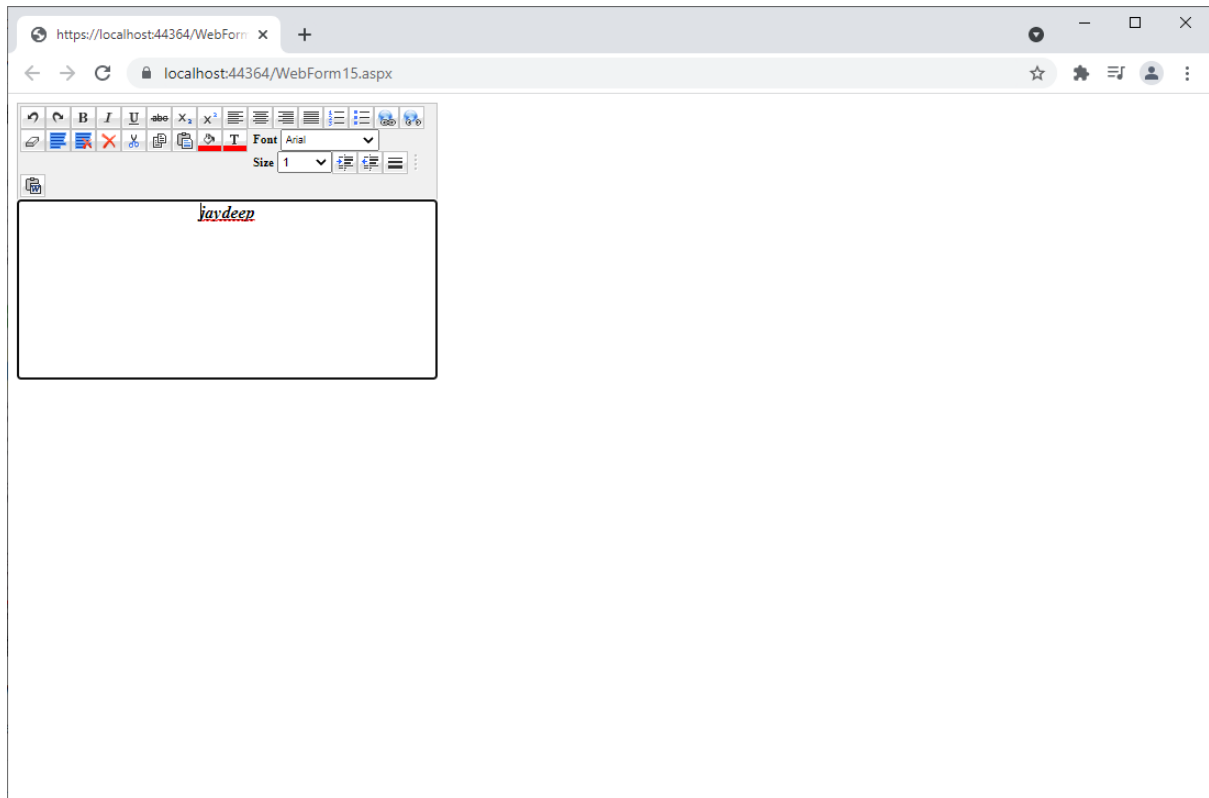 https://localhost:44364/WebForm
localhost:44364/WebForm15.aspx
B I U abc X₂ X²
T Font Arial
Size 1
jaydeep